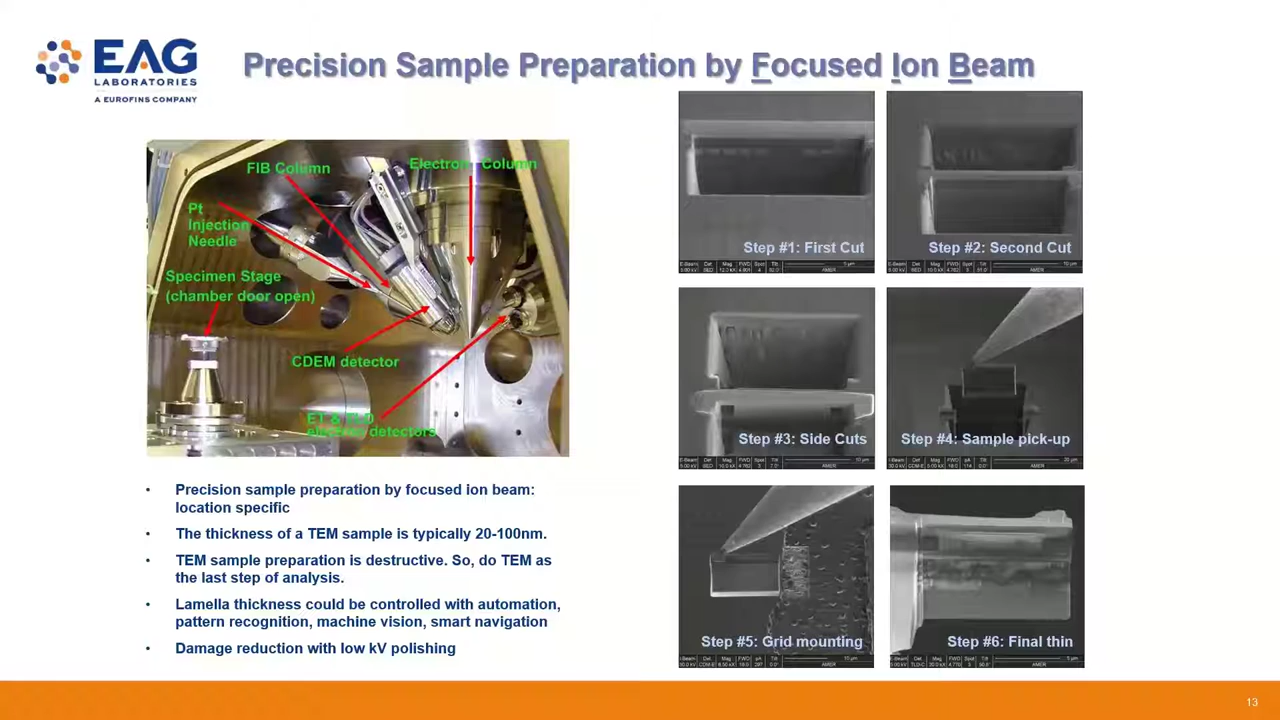 EAG
LABORATORIES
A EUROFINS COMPANY
Precision Sample Preparation by Focused Ion Beam
FIB Column
Electron Column
Pt
Injection
Needle
Specimen Stage
(chamber door open)
CDEM detector
ET & TLD
electron detectors
• Precision sample preparation by focused ion beam:
location specific
• The thickness of a TEM sample is typically 20-100nm.
• TEM sample preparation is destructive. So, do TEM as
the last step of analysis.
• Lamella thickness could be controlled with automation,
pattern recognition, machine vision, smart navigation
• Damage reduction with low kV polishing
Step #1: First Cut
Step #2: Second Cut
Step #3: Side Cuts
Step #4: Sample pick-up
Step #5: Grid mounting
Step #6: Final thin
13